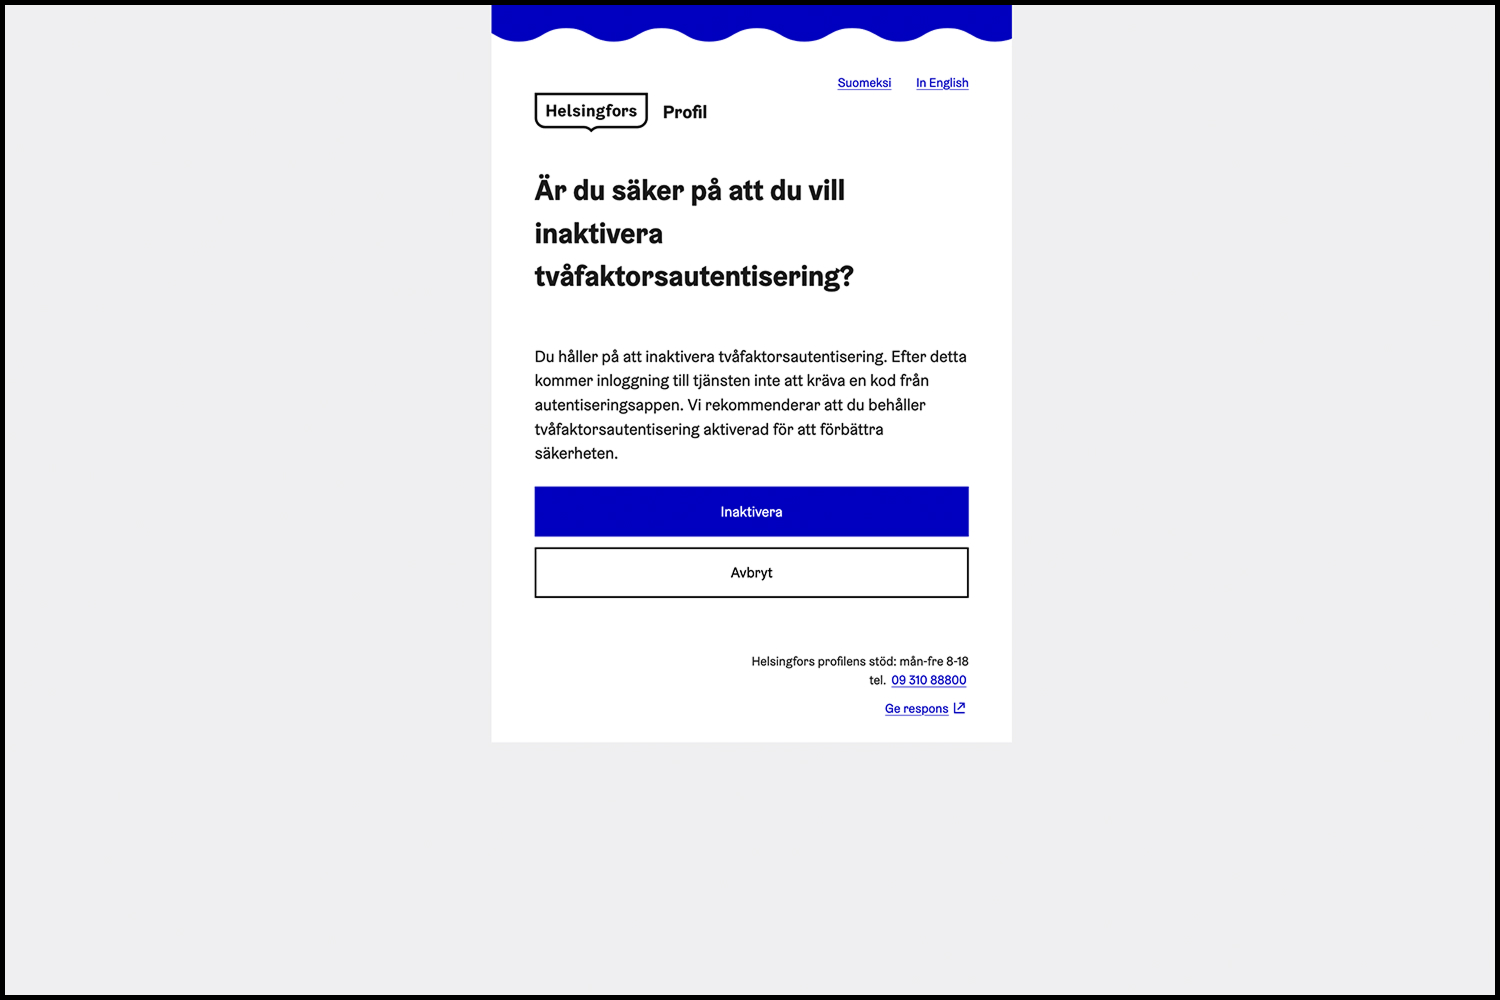 Suomeksi In English
Helsingfors Profil
Är du säker på att du vill
inaktivera
tvåfaktorsautentisering?
Du håller på att inaktivera tvåfaktorsautentisering. Efter detta
kommer inloggning till tjänsten inte att kräva en kod från
autentiseringsappen. Vi rekommenderar att du behåller
tvåfaktorsautentisering aktiverad för att förbättra
säkerheten.
Inaktivera
Avbryt
Helsingfors profilens stöd: mån-fre 8-18
tel. 09 310 88800
Ge respons